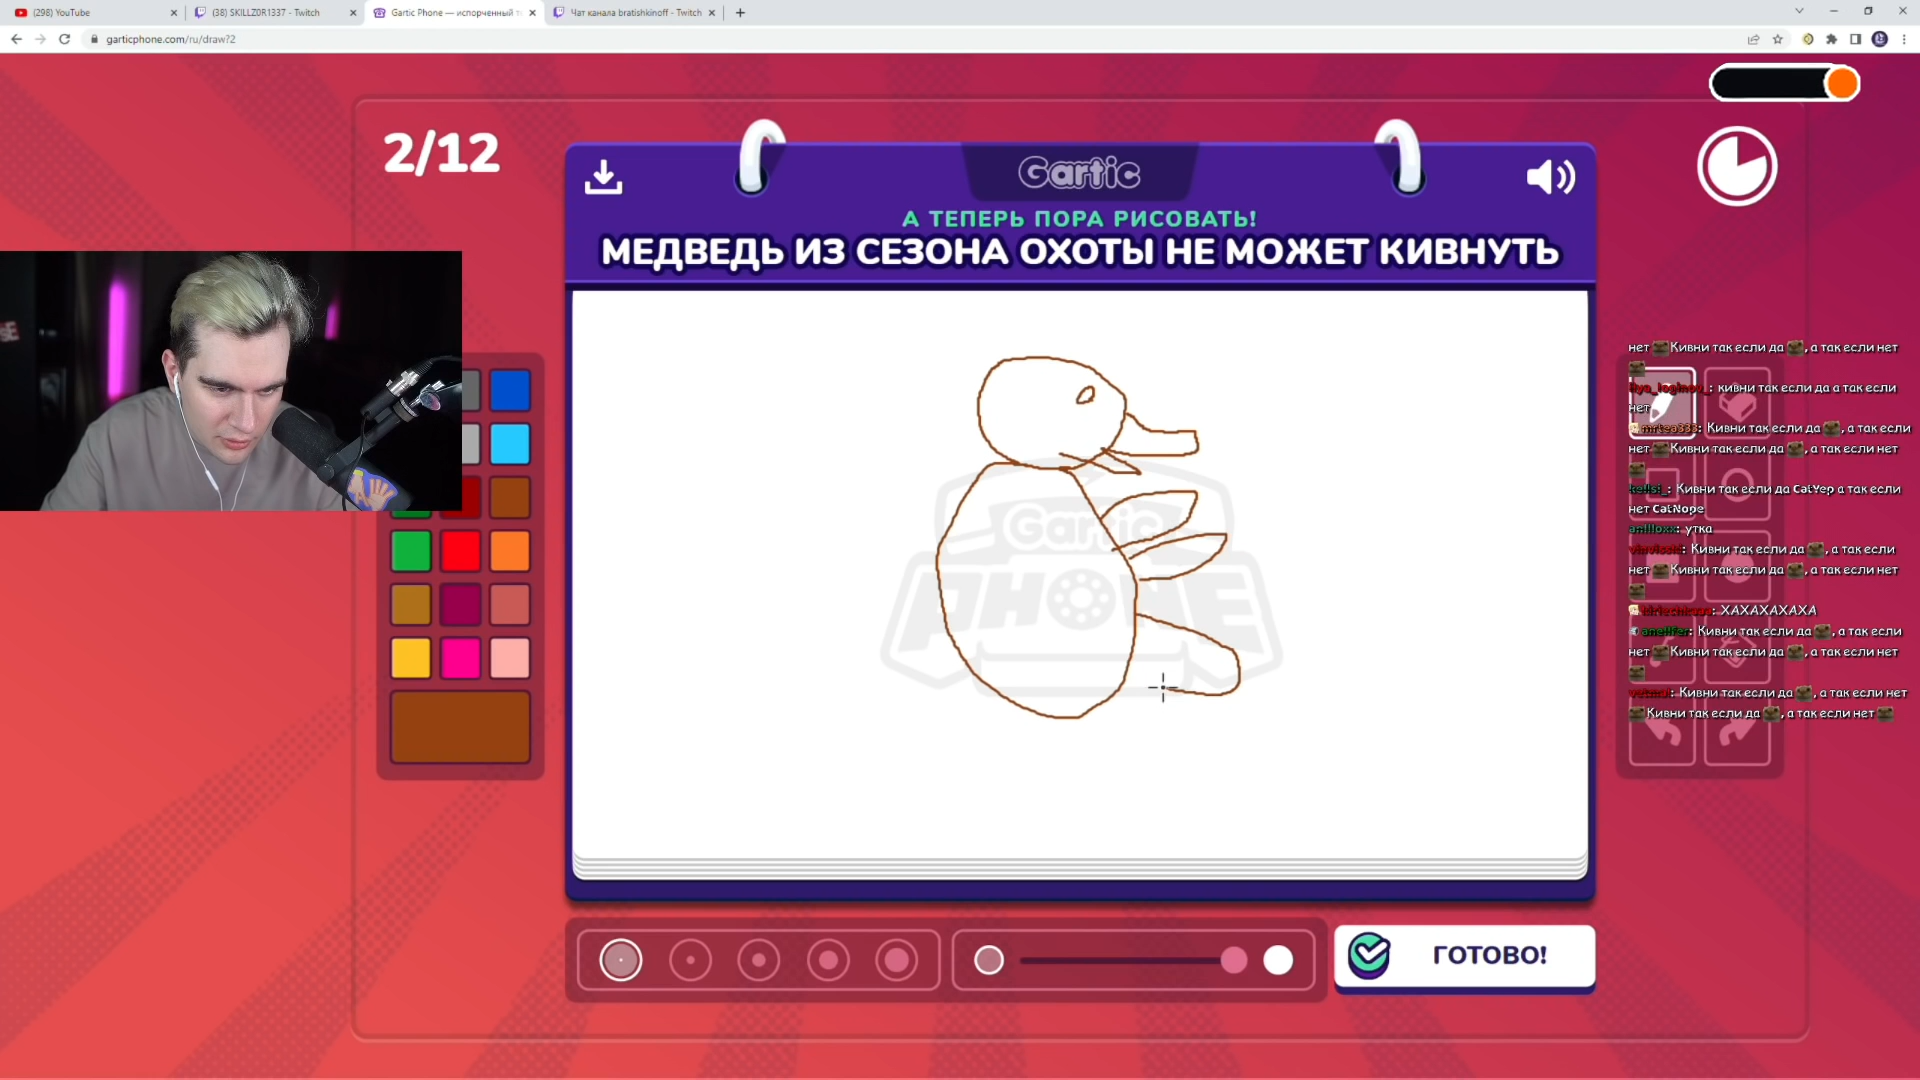 (298) YouTube
(38) SKILLZ0R1337 - Twitch
Gartic Phone — испорченный т
Чат канала bratishkinoff - Twitch
garticphone.com/ru/draw?2
2/12
Gartic
А ТЕПЕРЬ ПОРА РИСОВАТЬ!
МЕДВЕДЬ ИЗ СЕЗОНА ОХОТЫ НЕ МОЖЕТ КИВНУТЬ
Gartic
PHONE
нет Кивни так если да , а так если нет
ilya_loginov_: кивни так если да а так если
нет
mrtea333: Кивни так если да , а так если
нет Кивни так если да , а так если нет
: Кивни так если да CatYep а так если
нет CatNope
: утка
: Кивни так если да , а так если
нет Кивни так если да , а так если нет
: ХАХАХАХАХА
: Кивни так если да , а так если
нет Кивни так если да , а так если нет
: Кивни так если да , а так если нет
Кивни так если да , а так если нет
ГОТОВО!